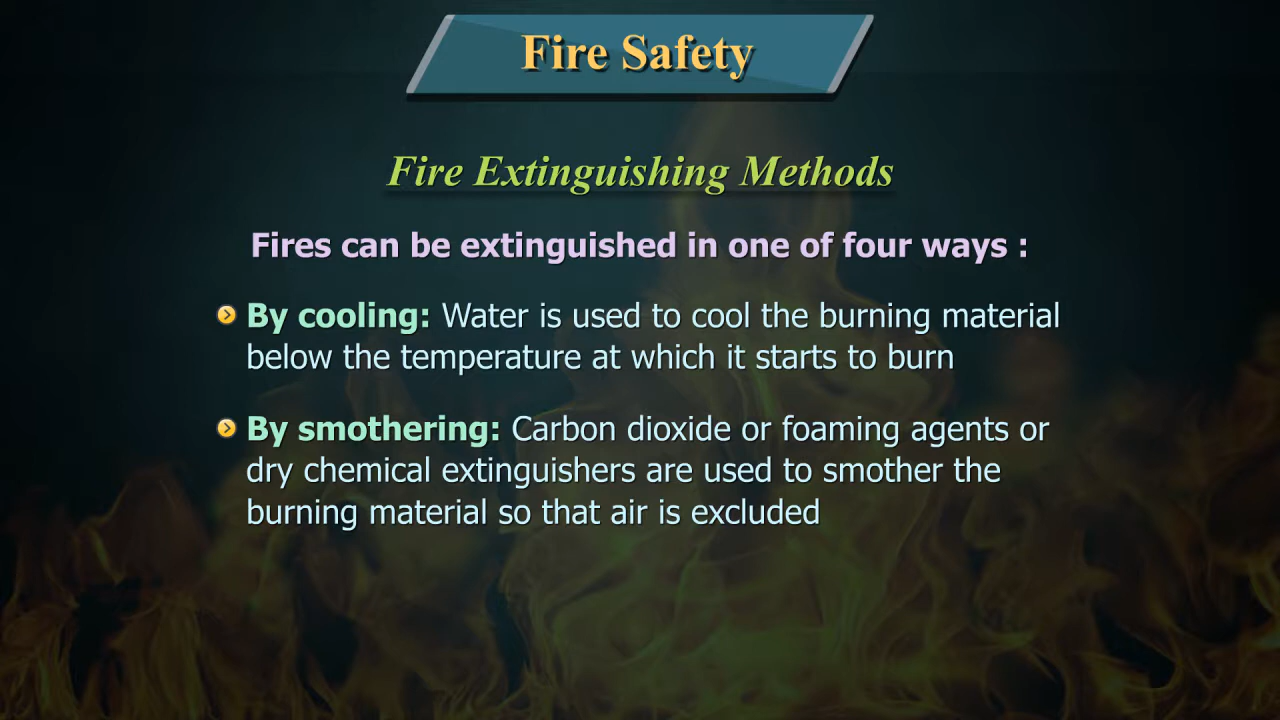 Fire Safety
Fire Extinguishing Methods
Fires can be extinguished in one of four ways :
By cooling: Water is used to cool the burning material
below the temperature at which it starts to burn
By smothering: Carbon dioxide or foaming agents or
dry chemical extinguishers are used to smother the
burning material so that air is excluded